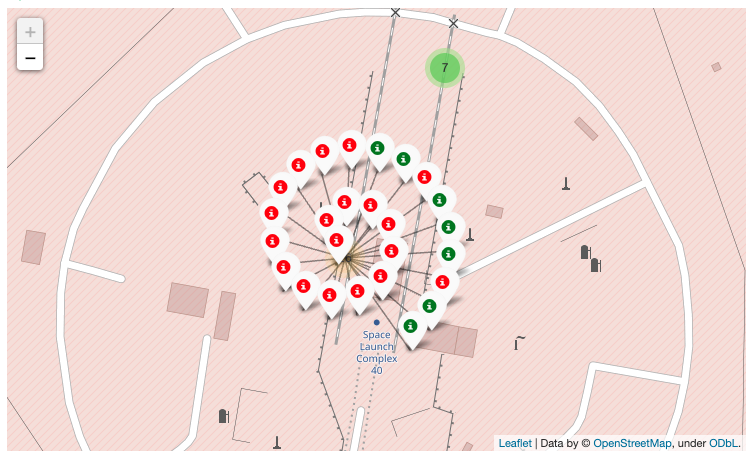 +
−
7
Space
Launch
Complex
40
Leaflet | Data by © OpenStreetMap, under ODbL.